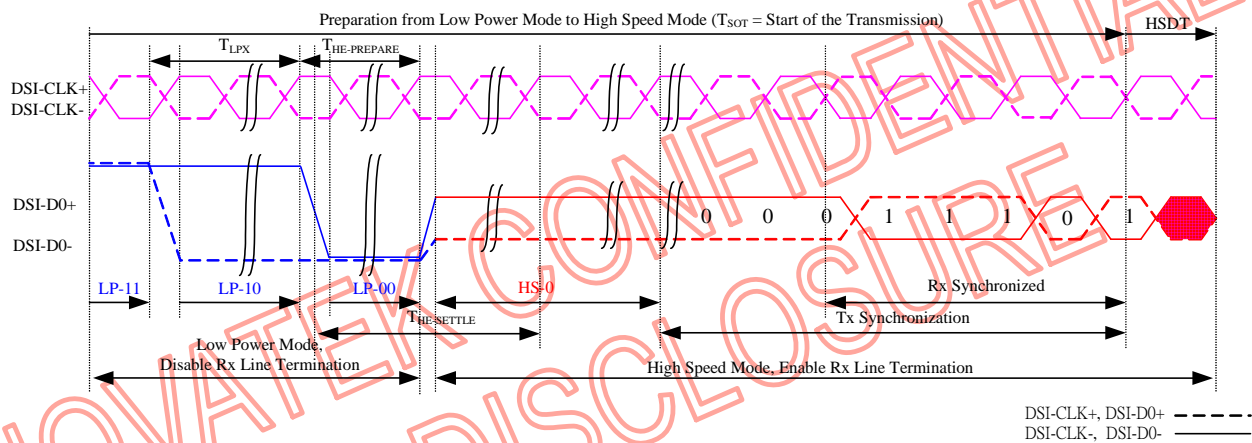 Preparation from Low Power Mode to High Speed Mode (TSOT = Start of the Transmission)
HSDT
TLPX
THE-PREPARE
DSI-CLK+
DSI-CLK-
DSI-D0+
0 0 0 1 1 1 0 1
DSI-D0-
LP-11
LP-10
LP-00
HS-0
Rx Synchronized
THE-SETTLE
Tx Synchronization
Low Power Mode,
Disable Rx Line Termination
High Speed Mode, Enable Rx Line Termination
DSI-CLK+, DSI-D0+
DSI-CLK-, DSI-D0-
NOVATEK CONFIDENTIAL
DISCLOSURE